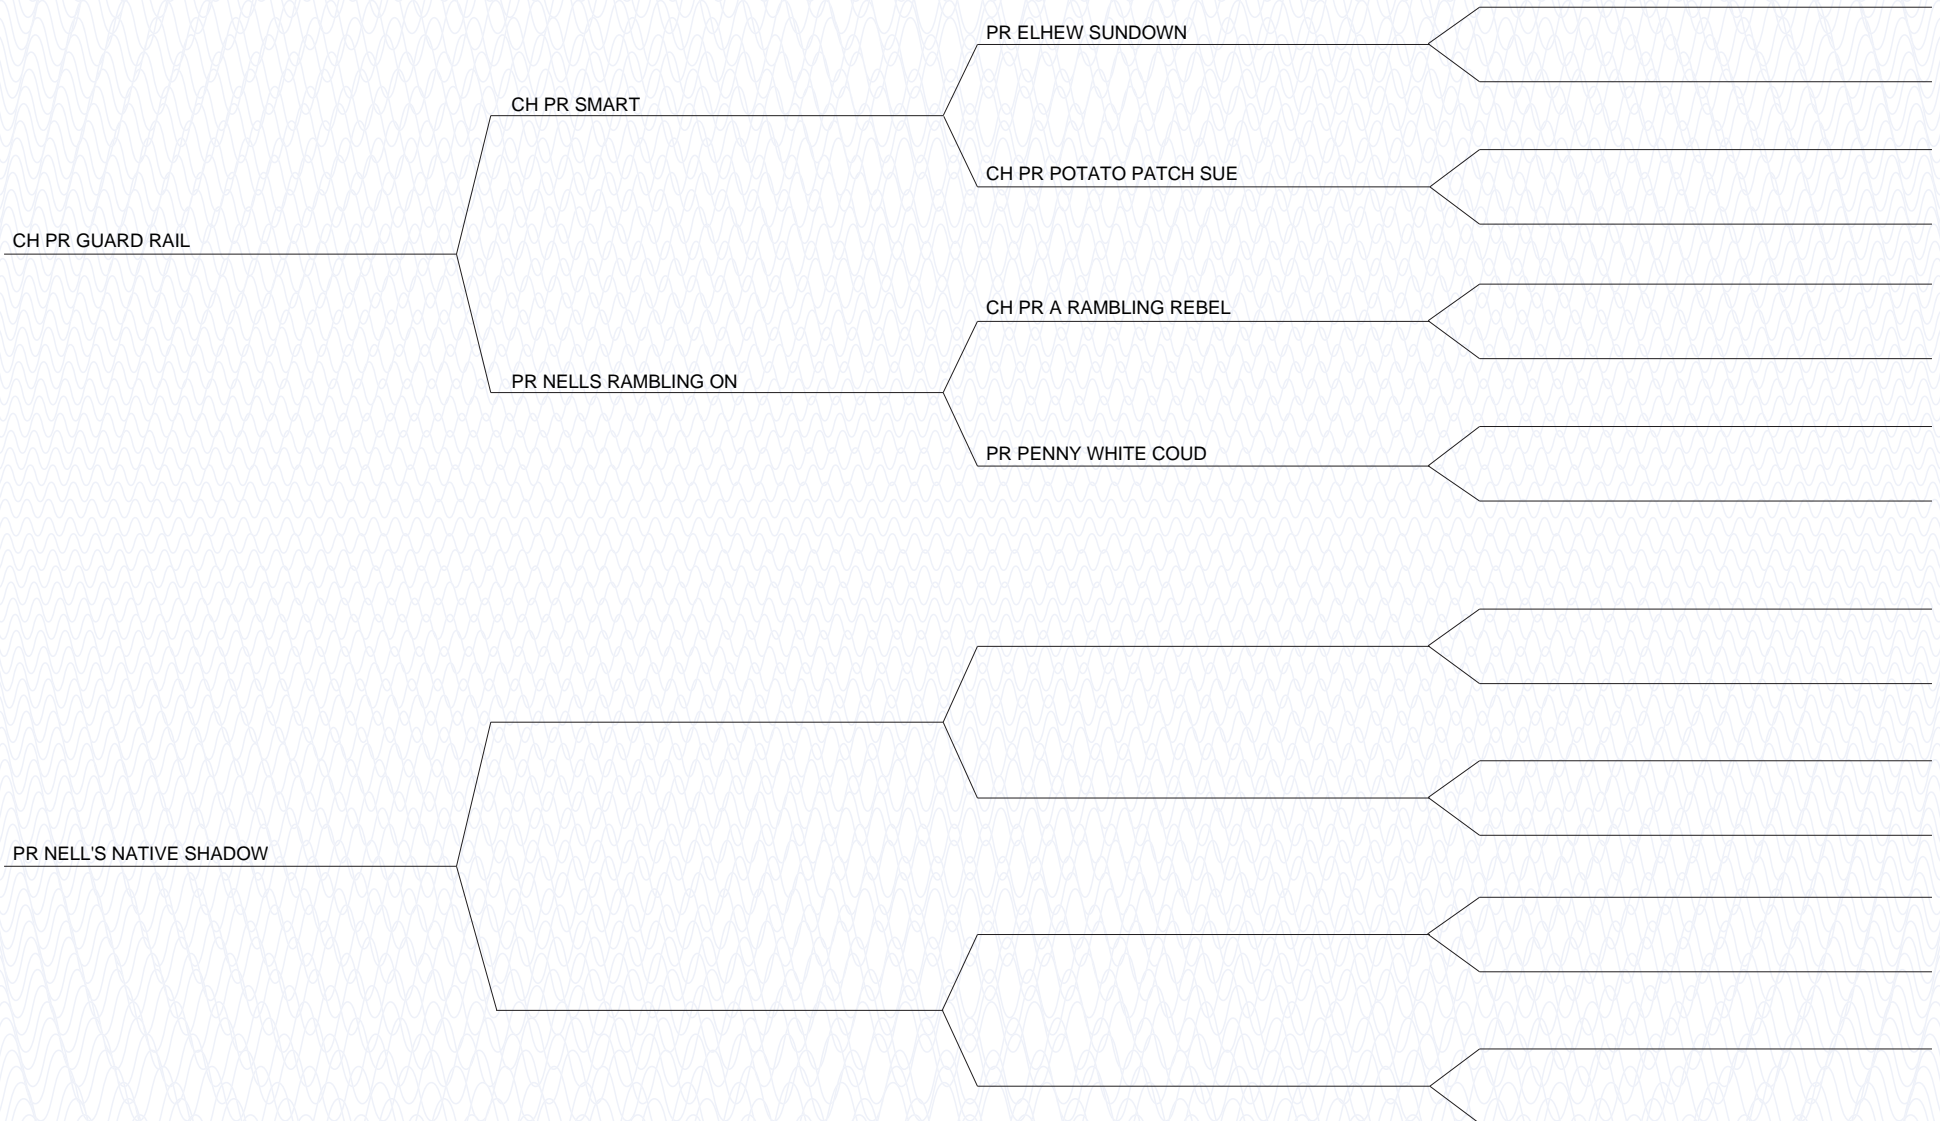 PR ELHEW SUNDOWN
CH PR SMART
CH PR POTATO PATCH SUE
CH PR GUARD RAIL
CH PR A RAMBLING REBEL
PR NELLS RAMBLING ON
PR PENNY WHITE COUD
PR NELL'S NATIVE SHADOW